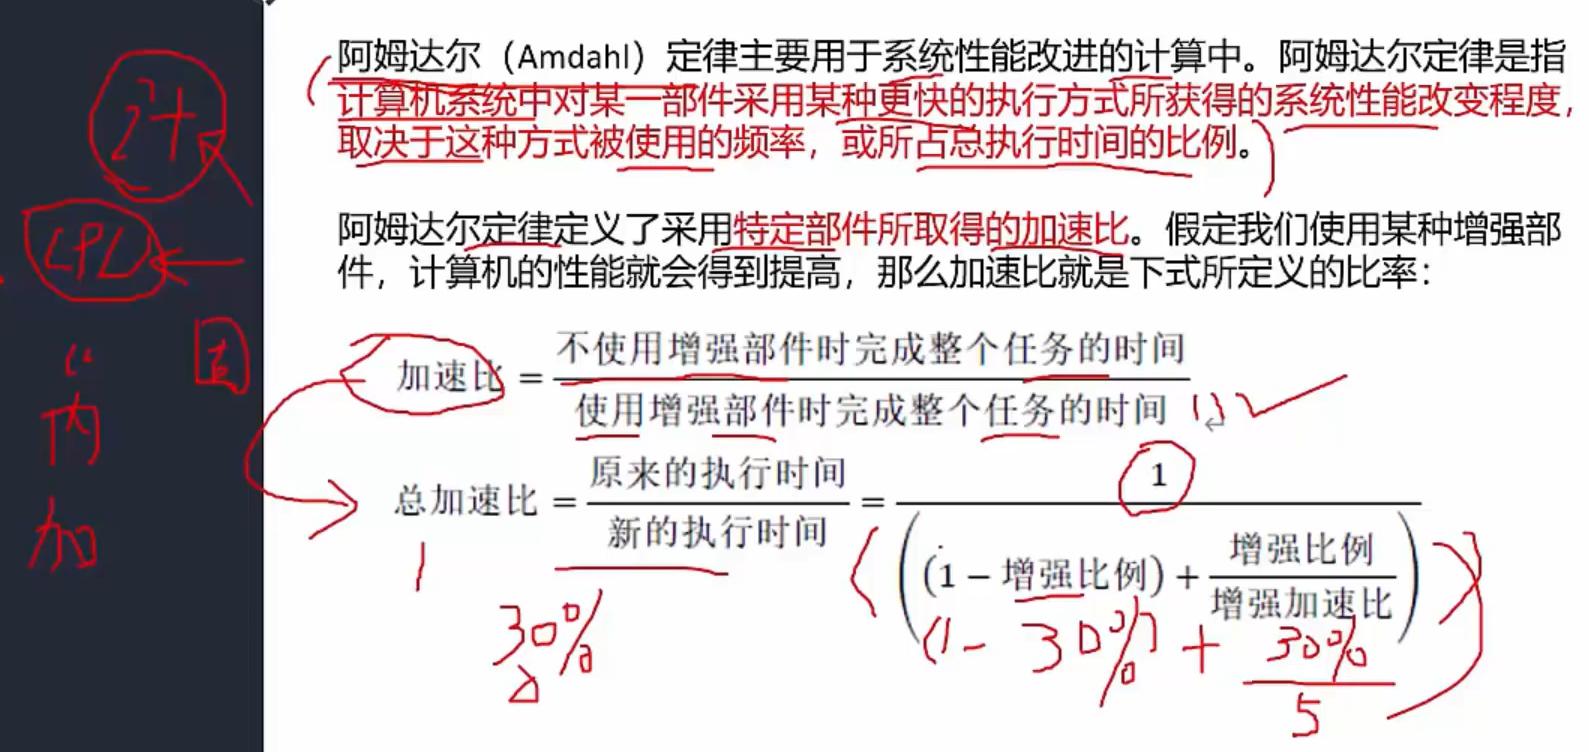 阿姆达尔（Amdahl）定律主要用于系统性能改进的计算中。阿姆达尔定律是指
计算机系统中对某一部件采用某种更快的执行方式所获得的系统性能改变程度，
取决于这种方式被使用的频率，或所占总执行时间的比例。
阿姆达尔定律定义了采用特定部件所取得的加速比。假定我们使用某种增强部
件，计算机的性能就会得到提高，那么加速比就是下式所定义的比率：
加速比 = 不使用增强部件时完成整个任务的时间
使用增强部件时完成整个任务的时间
总加速比 = 原来的执行时间 = 1
新的执行时间 ((1 − 增强比例) + 增强比例
增强加速比)
30%
(1- 30%) + 30%
5
内
加